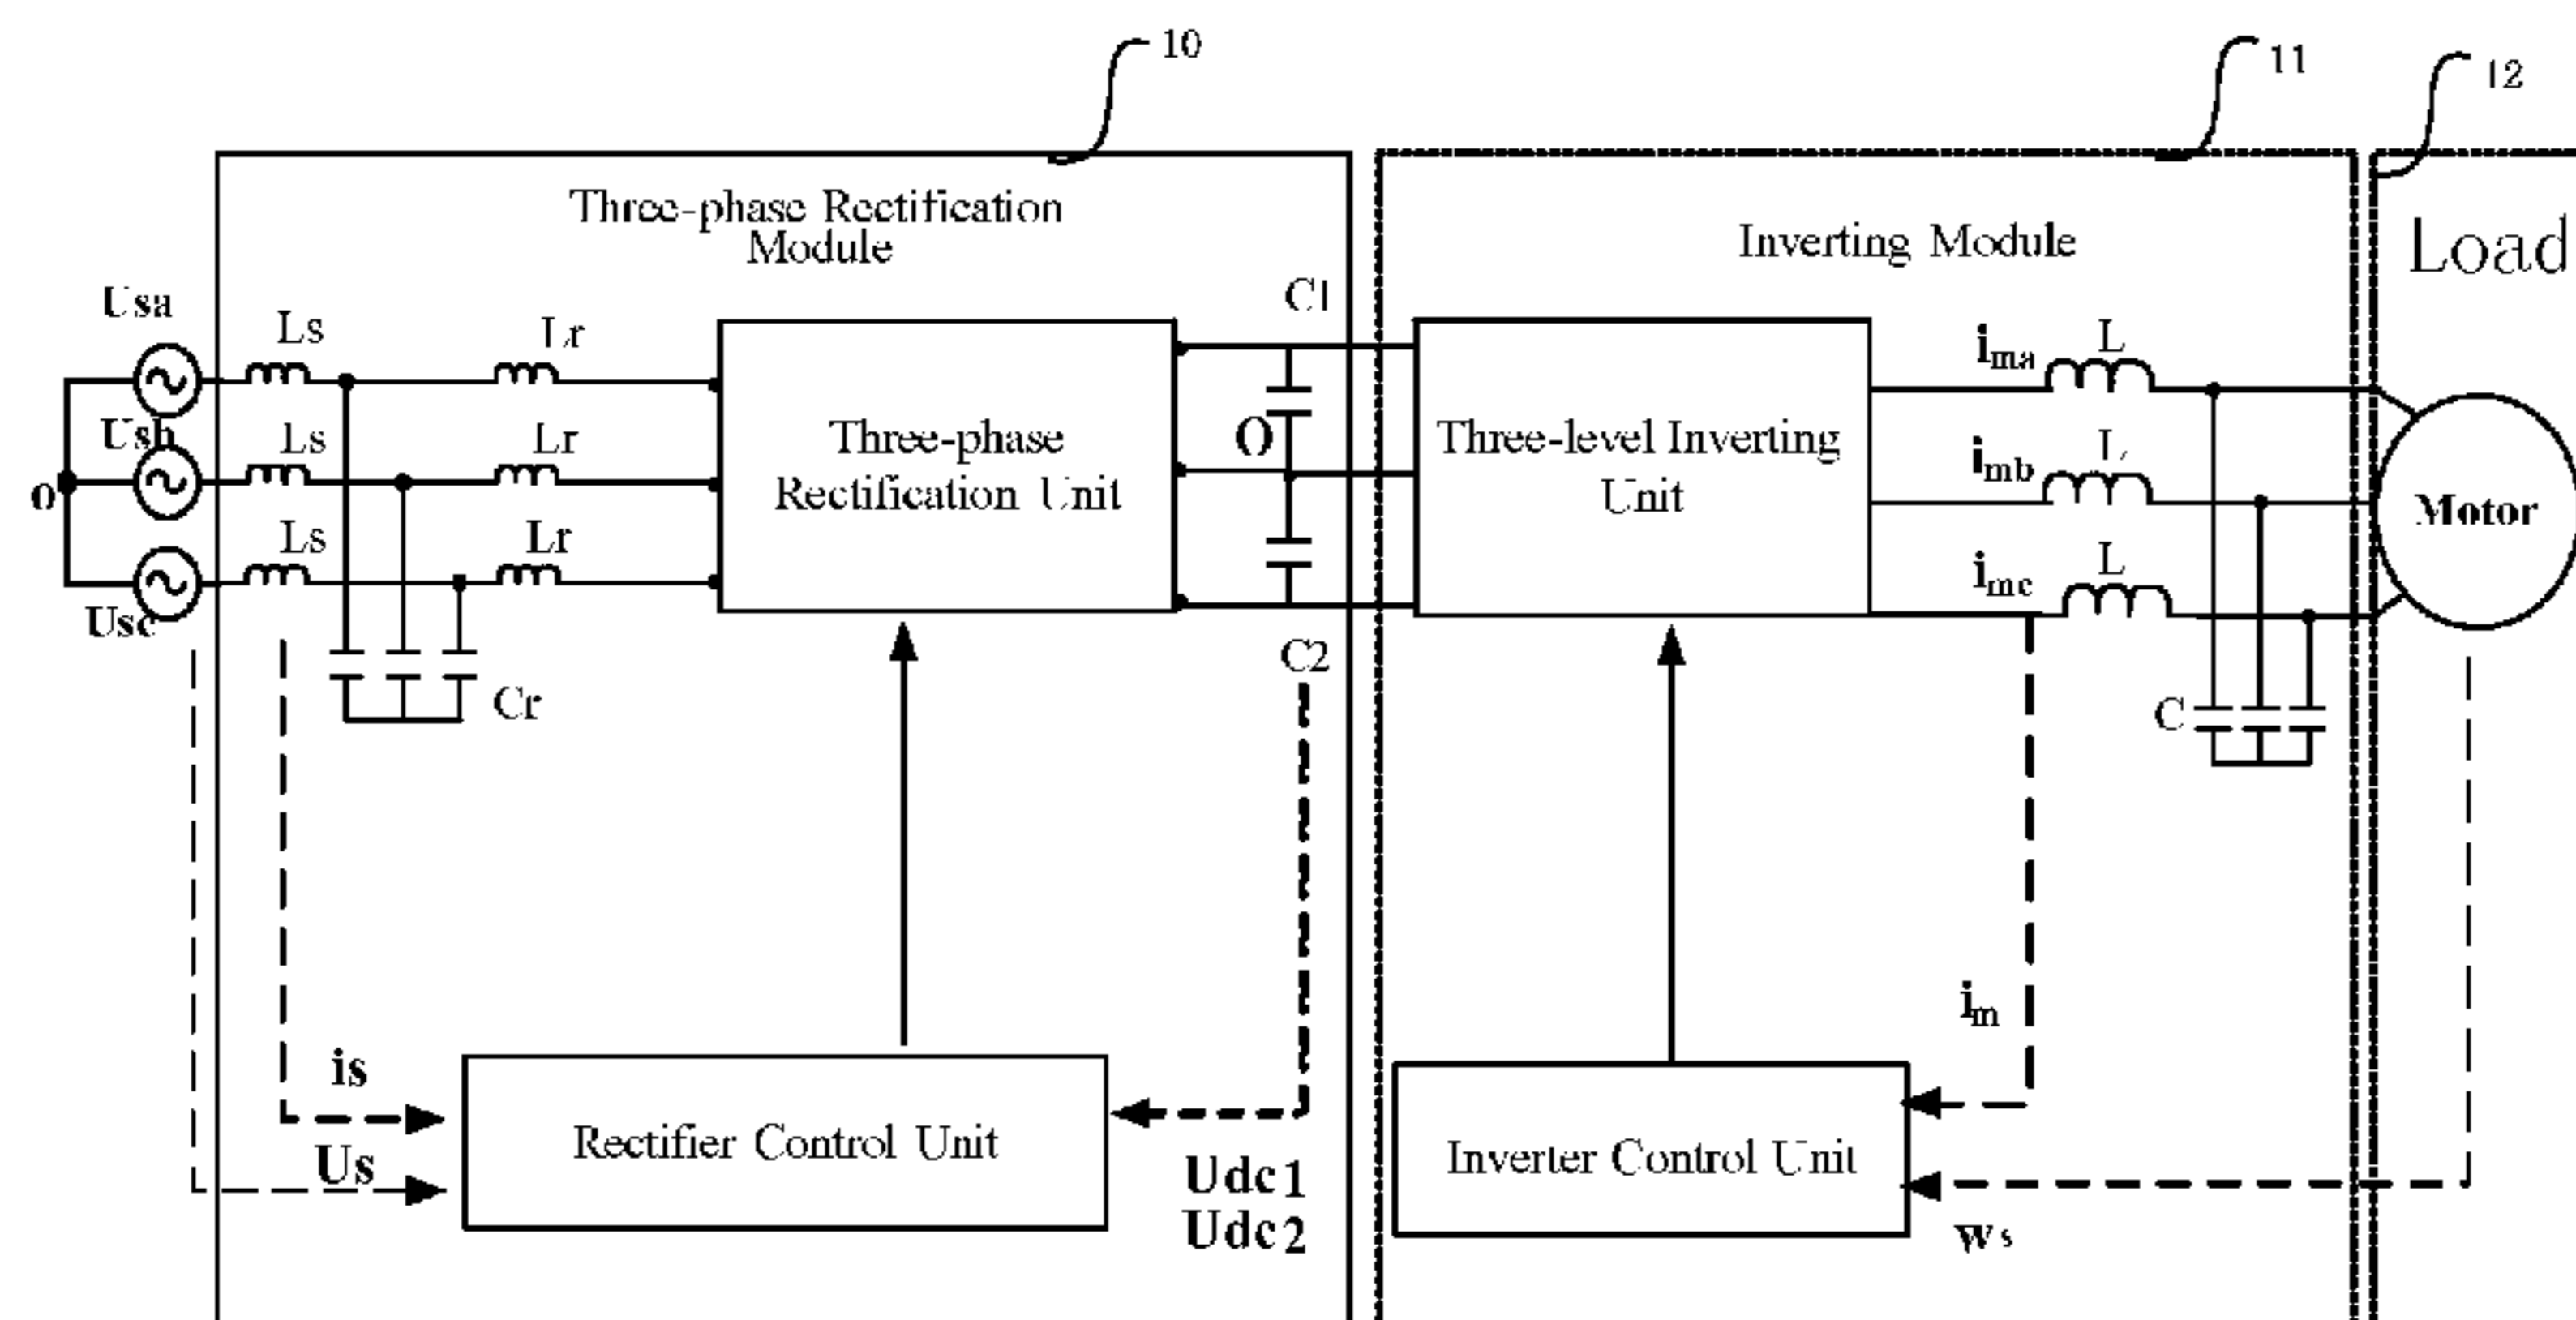 10
11
12
Three-phase Rectification
Module
Inverting Module
Load
Usa
Ls
Lr
C1
ima
L
Usb
Ls
Lr
Three-phase
Rectification Unit
O
Three-level Inverting
Unit
imb
L
Motor
o
Ls
Lr
imc
L
Usc
C2
Cr
C
im
is
Us
Rectifier Control Unit
Udc1
Udc2
Inverter Control Unit
ws